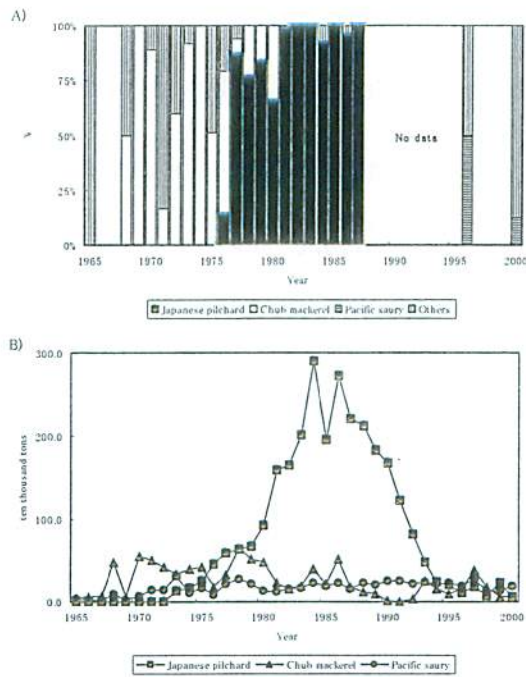 A)
100%
75%
%
50%
No data
25%
0%
1965 1970 1975 1980 1985 1990 1995 2000
Year
Japanese pilchard Chub mackerel Pacific saury Others
B)
300.0
ten thousand tons
200.0
100.0
0.0
1965 1970 1975 1980 1985 1990 1995 2000
Year
Japanese pilchard Chub mackerel Pacific saury